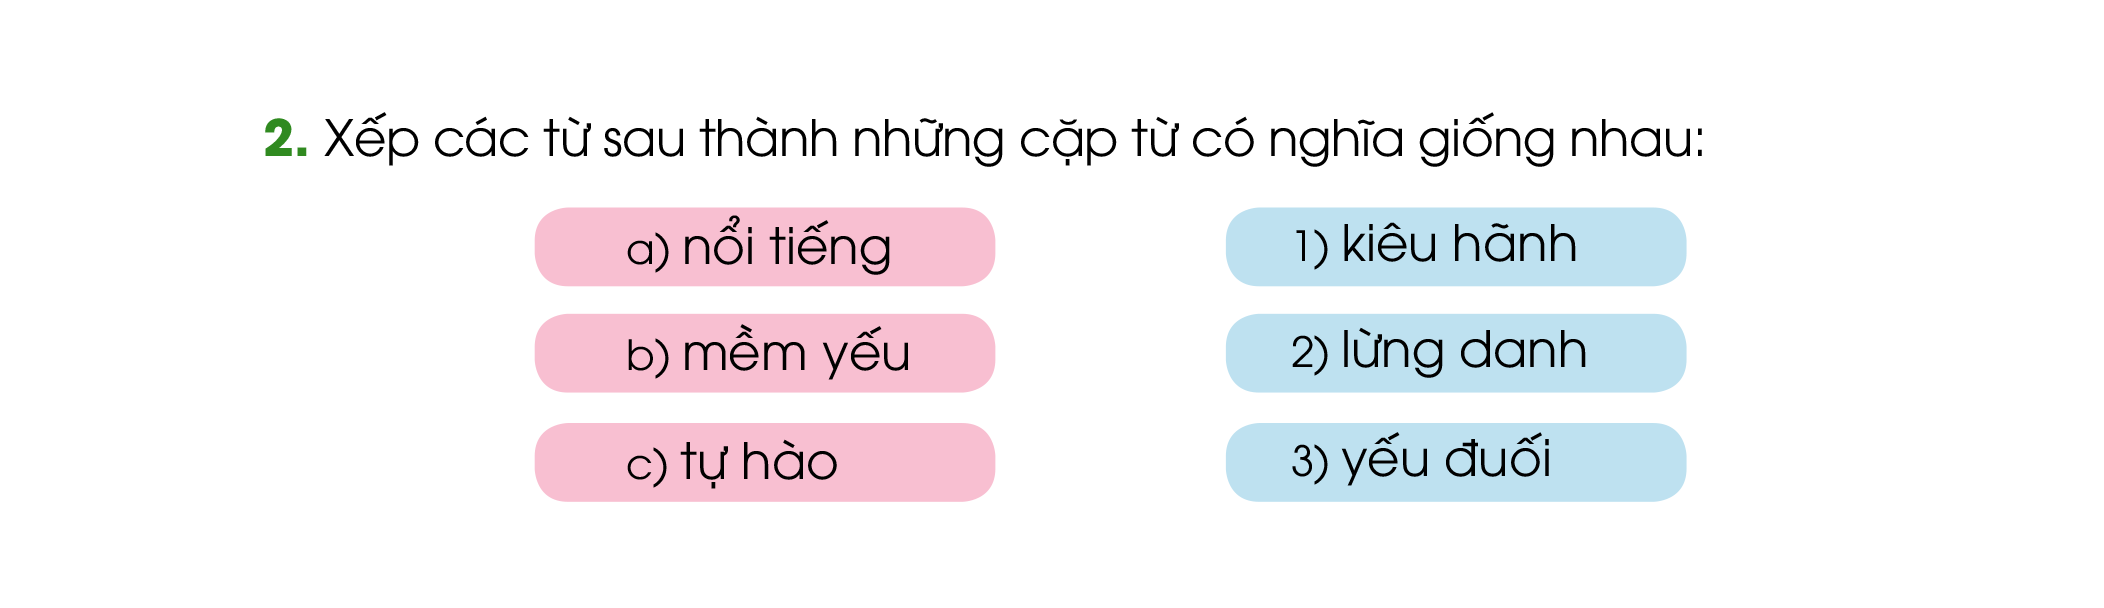 2. Xếp các từ sau thành những cặp từ có nghĩa giống nhau:
a) nổi tiếng 1) kiêu hãnh
b) mềm yếu 2) lừng danh
c) tự hào 3) yếu đuối